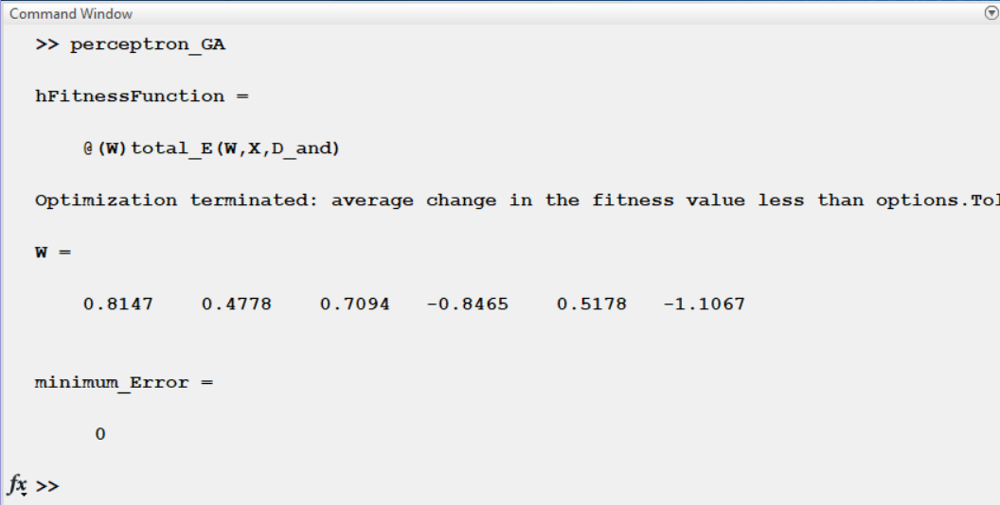 Command Window
>> perceptron_GA
hFitnessFunction =
@(W)total_E(W,X,D_and)
Optimization terminated: average change in the fitness value less than options.Tol
W =
0.8147 0.4778 0.7094 -0.8465 0.5178 -1.1067
minimum_Error =
0
fx >>